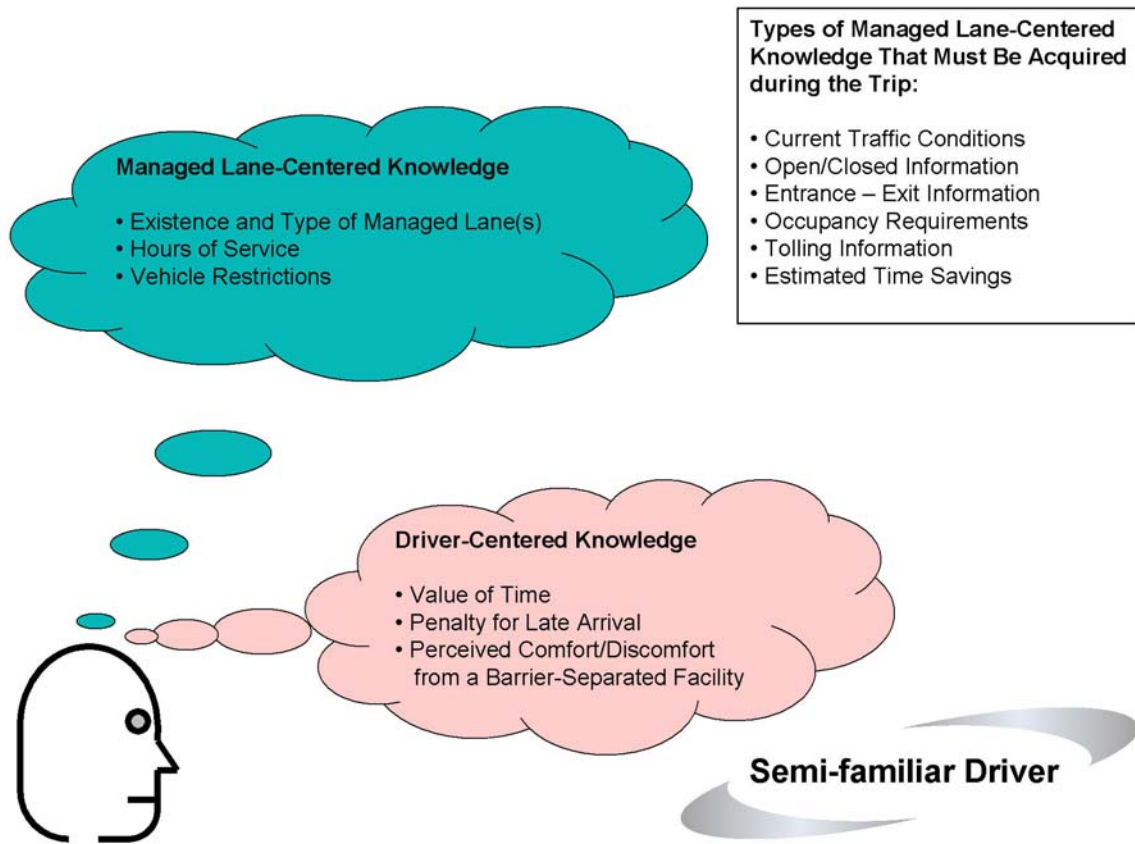 Types of Managed Lane-Centered
Knowledge That Must Be Acquired
during the Trip:
• Current Traffic Conditions
• Open/Closed Information
• Entrance – Exit Information
• Occupancy Requirements
• Tolling Information
• Estimated Time Savings
Managed Lane-Centered Knowledge
• Existence and Type of Managed Lane(s)
• Hours of Service
• Vehicle Restrictions
Driver-Centered Knowledge
• Value of Time
• Penalty for Late Arrival
• Perceived Comfort/Discomfort
from a Barrier-Separated Facility
Semi-familiar Driver